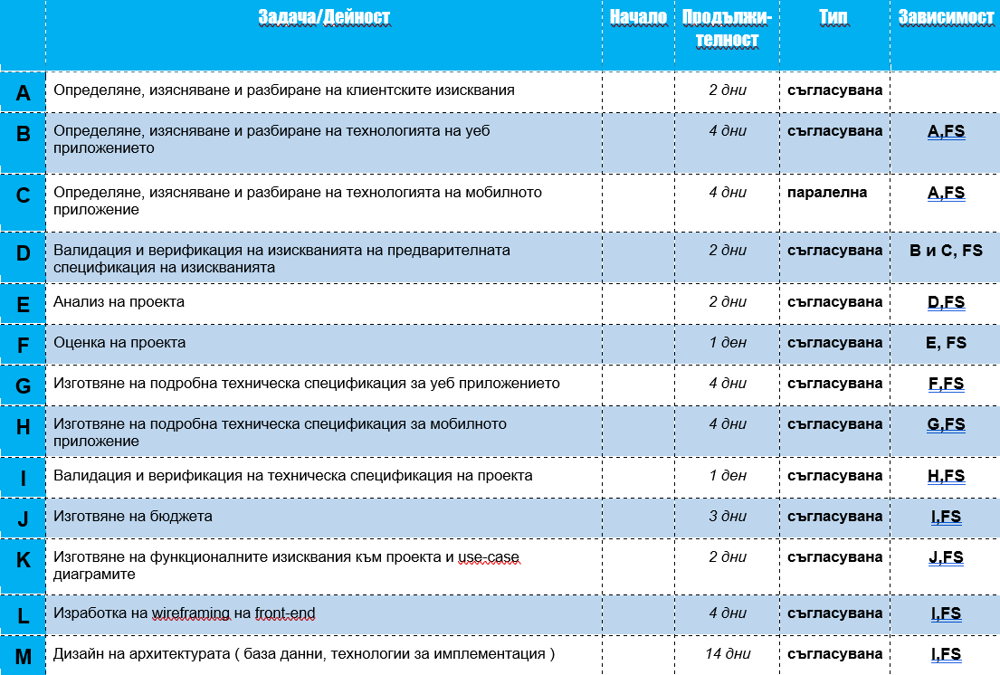 Задача/Дейност Начало Продължи- Тип Зависимост
телност
A Определяне, изясняване и разбиране на клиентските изисквания 2 дни съгласувана
B Определяне, изясняване и разбиране на технологията на уеб 4 дни съгласувана A,FS
приложението
C Определяне, изясняване и разбиране на технологията на мобилното 4 дни паралелна A,FS
приложение
D Валидация и верификация на изискванията на предварителната 2 дни съгласувана B и C, FS
спецификация на изискванията
E Анализ на проекта 2 дни съгласувана D,FS
F Оценка на проекта 1 ден съгласувана E, FS
G Изготвяне на подробна техническа спецификация за уеб приложението 4 дни съгласувана F,FS
H Изготвяне на подробна техническа спецификация за мобилното 4 дни съгласувана G,FS
приложение
I Валидация и верификация на техническа спецификация на проекта 1 ден съгласувана H,FS
J Изготвяне на бюджета 3 дни съгласувана I,FS
K Изготвяне на функционалните изисквания към проекта и use-case 2 дни съгласувана J,FS
диаграмите
L Изработка на wireframing на front-end 4 дни съгласувана I,FS
M Дизайн на архитектурата ( база данни, технологии за имплементация ) 14 дни съгласувана I,FS